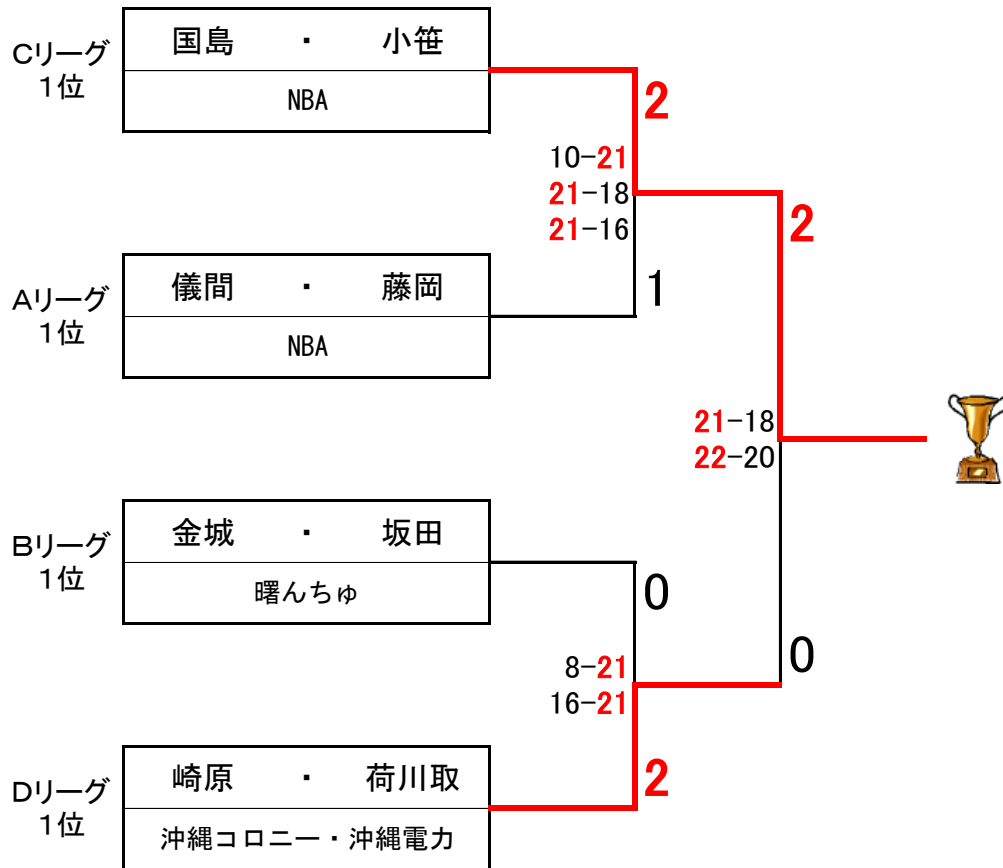 Cリーグ
1位
国島 ・ 小笹
NBA
2
10-21
21-18
21-16
2
Aリーグ
1位
儀間 ・ 藤岡
NBA
1
21-18
22-20
Bリーグ
1位
金城 ・ 坂田
曙んちゅ
0
8-21
16-21
0
Dリーグ
1位
崎原 ・ 荷川取
沖縄コロニー・沖縄電力
2